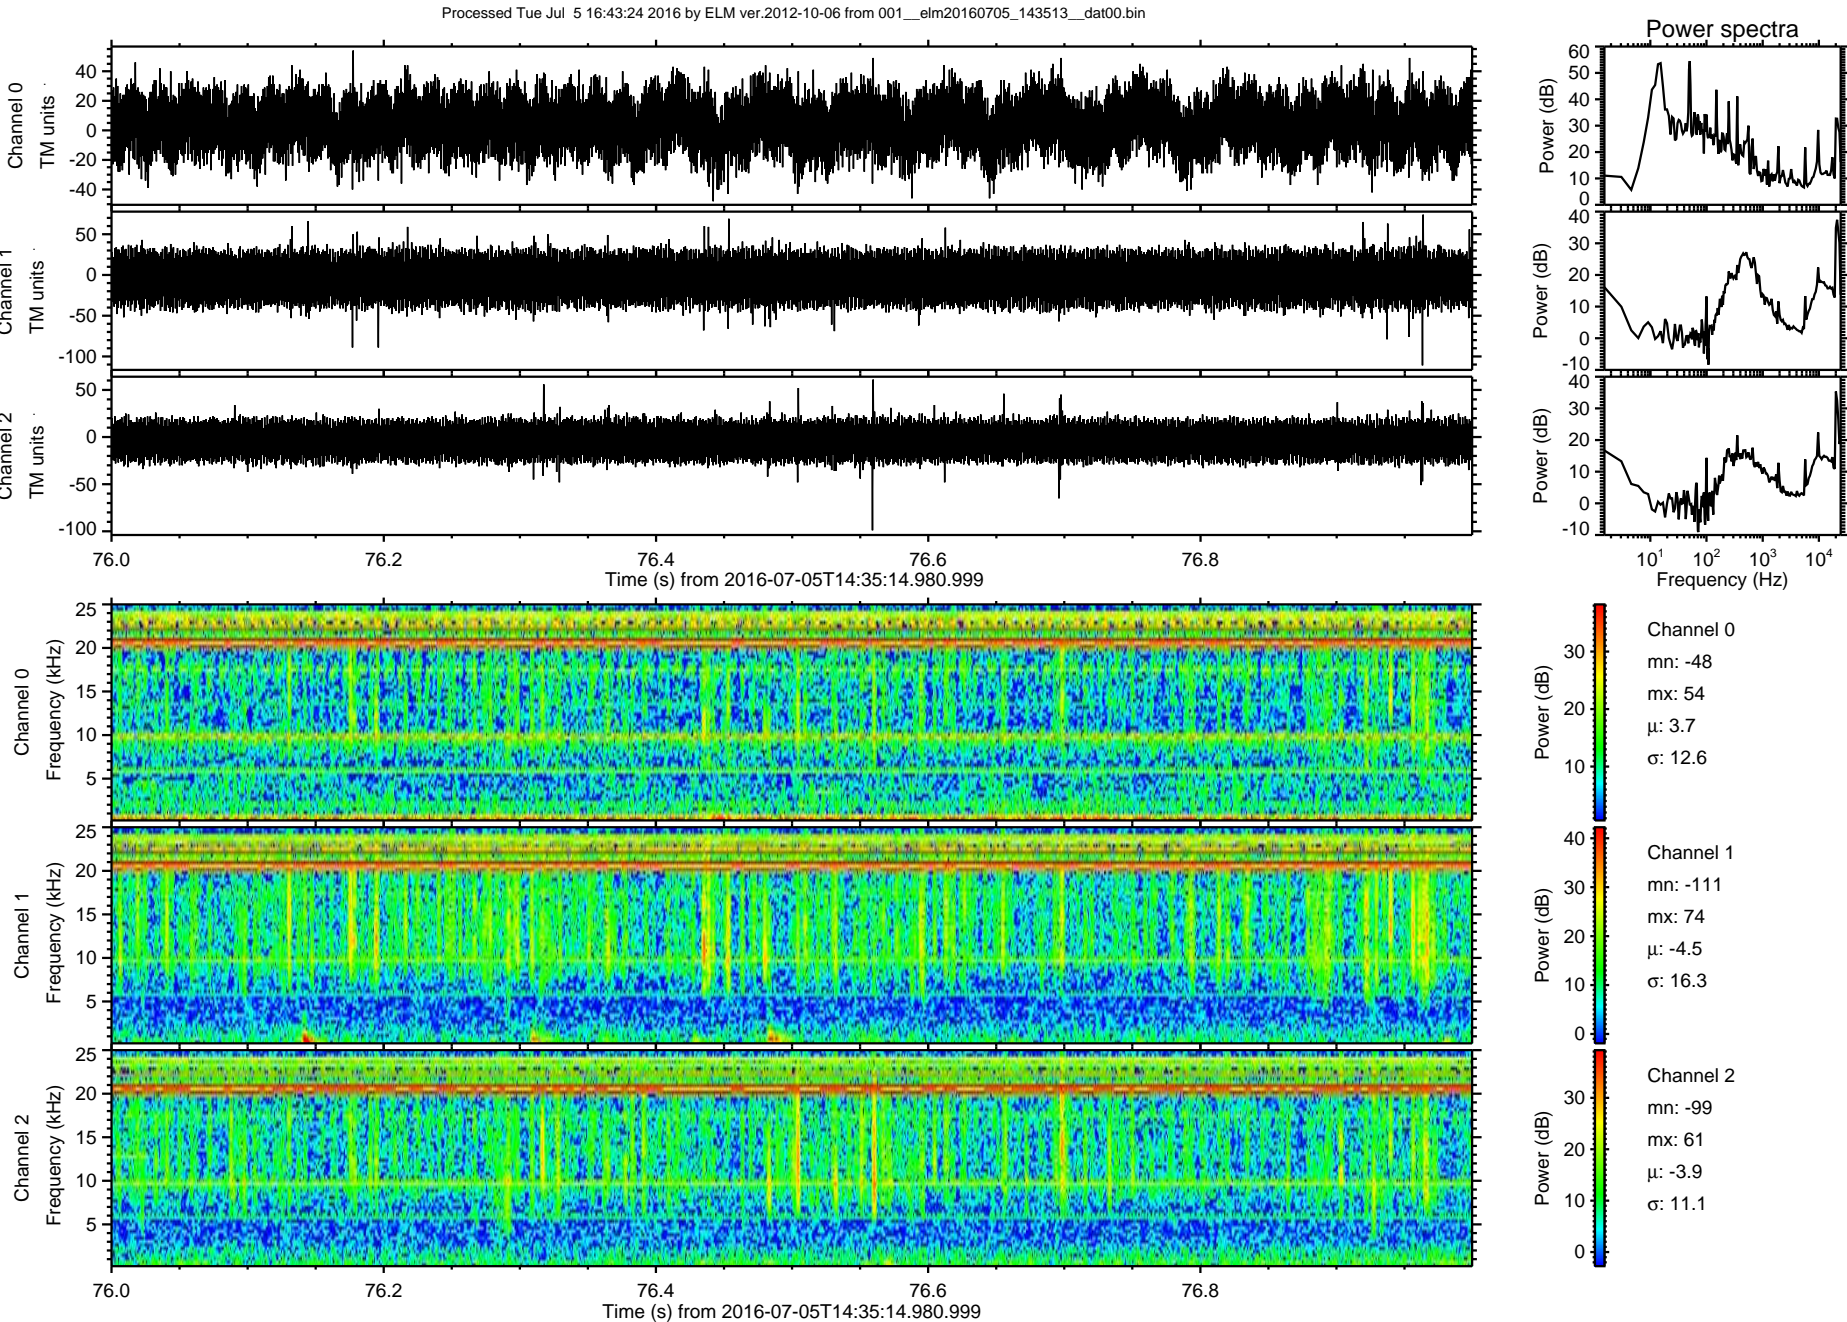 Processed Tue Jul  5 16:43:24 2016 by ELM ver.2012-10-06 from 001__elm20160705_143513__dat00.bin
Power spectra
Channel 0
TM units
40
20
0
-20
-40
Power (dB)
60
50
40
30
20
10
0
Channel 1
TM units
50
0
-50
-100
Power (dB)
40
30
20
10
0
-10
Channel 2
TM units
50
0
-50
-100
Power (dB)
40
30
20
10
0
-10
76.0 76.2 76.4 76.6 76.8
Time (s) from 2016-07-05T14:35:14.980.999
10^1 10^2 10^3 10^4
Frequency (Hz)
Channel 0
Frequency (kHz)
25
20
15
10
5
Power (dB)
30
20
10
Channel 0
mn: -48
mx: 54
μ: 3.7
σ: 12.6
Channel 1
Frequency (kHz)
25
20
15
10
5
Power (dB)
40
30
20
10
0
Channel 1
mn: -111
mx: 74
μ: -4.5
σ: 16.3
Channel 2
Frequency (kHz)
25
20
15
10
5
Power (dB)
30
20
10
0
Channel 2
mn: -99
mx: 61
μ: -3.9
σ: 11.1
76.0 76.2 76.4 76.6 76.8
Time (s) from 2016-07-05T14:35:14.980.999